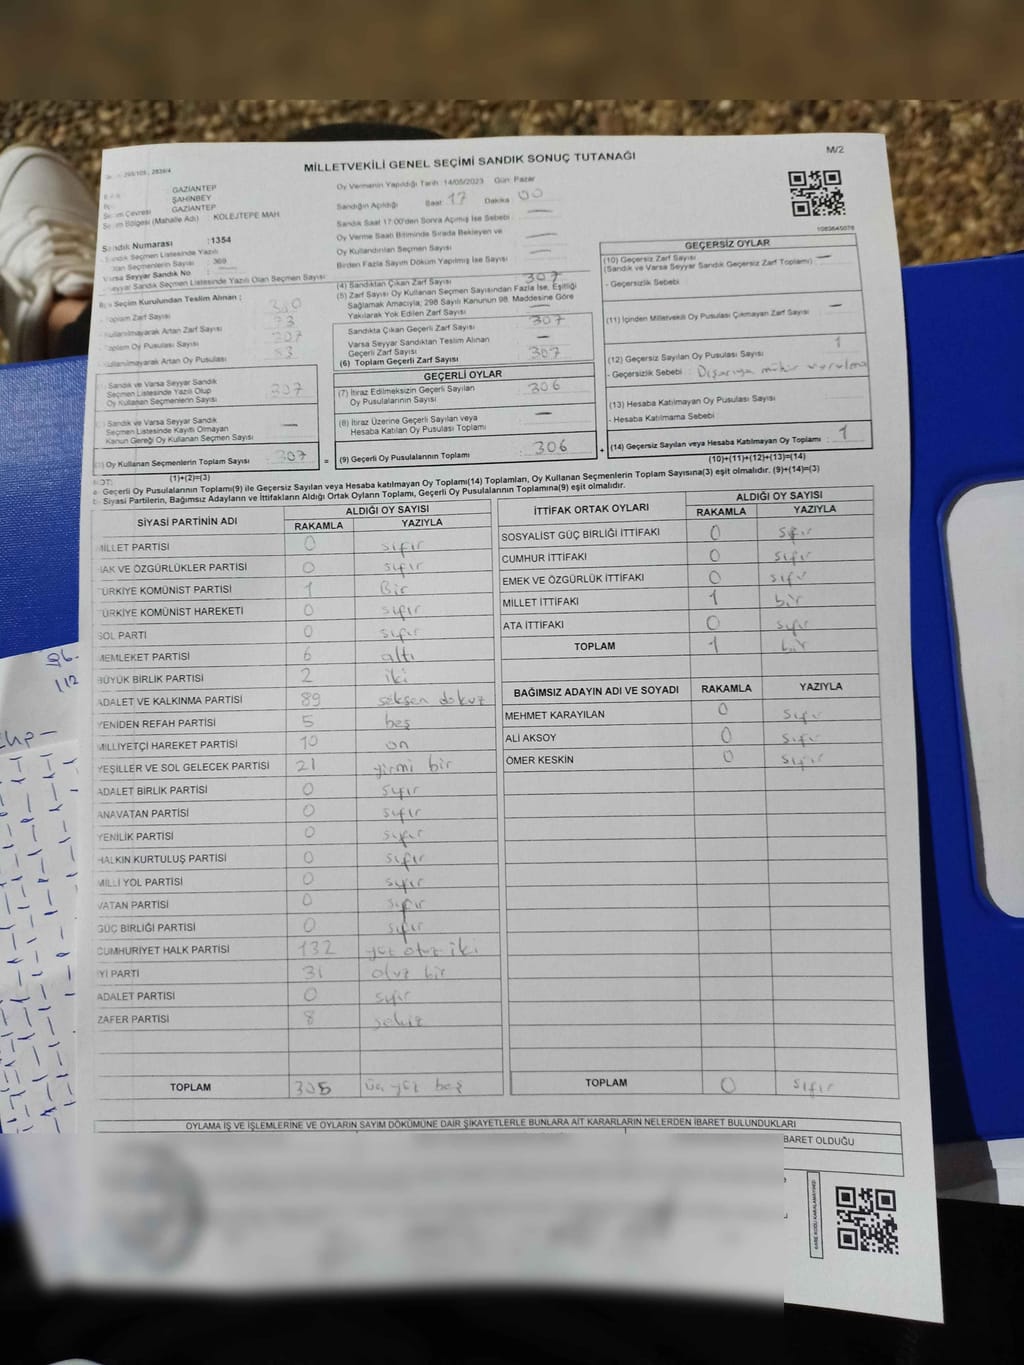 MİLLETVEKİLİ GENEL SEÇİMİ SANDIK SONUÇ TUTANAĞI
M/2
GAZİANTEP
ŞAHİNBEY
Seçim Çevresi GAZİANTEP
Seçim Bölgesi (Mahalle Adı) KOLEJTEPE MAH.
Sandık Numarası :1354
Sandık Seçmen Listesinde Yazılı
Olan Seçmenlerin Sayısı 369
Varsa Seyyar Sandık No
Seyyar Sandık Seçmen Listesinde Yazılı Olan Seçmen Sayısı
İlçe Seçim Kurulundan Teslim Alınan ;
Toplam Zarf Sayısı
Kullanılmayarak Artan Zarf Sayısı
Toplam Oy Pusulası Sayısı
Kullanılmayarak Artan Oy Pusulası
Sandık ve Varsa Seyyar Sandık
Seçmen Listesinde Yazılı Olup
Oy Kullanan Seçmenlerin Sayısı 307
Sandık ve Varsa Seyyar Sandık
Seçmen Listesinde Kayıtlı Olmayan
Kanun Gereği Oy Kullanan Seçmen Sayısı —
(3) Oy Kullanan Seçmenlerin Toplam Sayısı 307
(1)+(2)=(3)
Oy Vermenin Yapıldığı Tarih :14/05/2023 Gün: Pazar
Sandığın Açıldığı Saat : 17 Dakika : 00
Sandık Saat 17:00'den Sonra Açılmış İse Sebebi : —
Oy Verme Saati Bitiminde Sırada Bekleyen ve
Oy Kullandırılan Seçmen Sayısı —
Birden Fazla Sayım Döküm Yapılmış İse Sayısı —
(4) Sandıktan Çıkan Zarf Sayısı 307
(5) Zarf Sayısı Oy Kullanan Seçmen Sayısından Fazla İse, Eşitliği
Sağlamak Amacıyla; 298 Sayılı Kanunun 98. Maddesine Göre
Yakılarak Yok Edilen Zarf Sayısı —
Sandıkta Çıkan Geçerli Zarf Sayısı 307
Varsa Seyyar Sandıktan Teslim Alınan
Geçerli Zarf Sayısı —
(6) Toplam Geçerli Zarf Sayısı 307
GEÇERLİ OYLAR
(7) İtiraz Edilmeksizin Geçerli Sayılan
Oy Pusulalarının Sayısı 306
(8) İtiraz Üzerine Geçerli Sayılan veya
Hesaba Katılan Oy Pusulası Toplamı —
= (9) Geçerli Oy Pusulalarının Toplamı 306
1083645078
GEÇERSİZ OYLAR
(10) Geçersiz Zarf Sayısı
(Sandık ve Varsa Seyyar Sandık Geçersiz Zarf Toplamı) : —
- Geçersizlik Sebebi
(11) İçinden Milletvekili Oy Pusulası Çıkmayan Zarf Sayısı —
(12) Geçersiz Sayılan Oy Pusulası Sayısı 1
- Geçersizlik Sebebi : Dışarıya mühür vurulma
(13) Hesaba Katılmayan Oy Pusulası Sayısı —
- Hesaba Katılmama Sebebi
+ (14) Geçersiz Sayılan veya Hesaba Katılmayan Oy Toplamı : 1
(10)+(11)+(12)+(13)=(14)
NOT:
a. Geçerli Oy Pusulalarının Toplamı(9) ile Geçersiz Sayılan veya Hesaba katılmayan Oy Toplamı(14) Toplamları, Oy Kullanan Seçmenlerin Toplam Sayısına(3) eşit olmalıdır. (9)+(14)=(3)
b. Siyasi Partilerin, Bağımsız Adayların ve İttifakların Aldığı Ortak Oyların Toplamı, Geçerli Oy Pusulalarının Toplamına(9) eşit olmalıdır.
SİYASİ PARTİNİN ADI ALDIĞI OY SAYISI
RAKAMLA YAZIYLA
MİLLET PARTİSİ 0 sıfır
HAK VE ÖZGÜRLÜKLER PARTİSİ 0 sıfır
TÜRKİYE KOMÜNİST PARTİSİ 1 Bir
TÜRKİYE KOMÜNİST HAREKETİ 0 sıfır
SOL PARTİ 0 sıfır
MEMLEKET PARTİSİ 6 altı
BÜYÜK BİRLİK PARTİSİ 2 iki
ADALET VE KALKINMA PARTİSİ 89 seksen dokuz
YENİDEN REFAH PARTİSİ 5 beş
MİLLİYETÇİ HAREKET PARTİSİ 10 on
YEŞİLLER VE SOL GELECEK PARTİSİ 21 yirmi bir
ADALET BİRLİK PARTİSİ 0 sıfır
ANAVATAN PARTİSİ 0 sıfır
YENİLİK PARTİSİ 0 sıfır
HALKIN KURTULUŞ PARTİSİ 0 sıfır
MİLLİ YOL PARTİSİ 0 sıfır
VATAN PARTİSİ 0 sıfır
GÜÇ BİRLİĞİ PARTİSİ 0 sıfır
CUMHURİYET HALK PARTİSİ 132 yüz otuz iki
İYİ PARTİ 31 otuz bir
ADALET PARTİSİ 0 sıfır
ZAFER PARTİSİ 8 sekiz
TOPLAM 305 üç yüz beş
İTTİFAK ORTAK OYLARI ALDIĞI OY SAYISI
RAKAMLA YAZIYLA
SOSYALİST GÜÇ BİRLİĞİ İTTİFAKI 0 sıfır
CUMHUR İTTİFAKI 0 sıfır
EMEK VE ÖZGÜRLÜK İTTİFAKI 0 sıfır
MİLLET İTTİFAKI 1 bir
ATA İTTİFAKI 0 sıfır
TOPLAM 1 bir
BAĞIMSIZ ADAYIN ADI VE SOYADI RAKAMLA YAZIYLA
MEHMET KARAYILAN 0 sıfır
ALİ AKSOY 0 sıfır
ÖMER KESKİN 0 sıfır
TOPLAM 0 sıfır
OYLAMA İŞ VE İŞLEMLERİNE VE OYLARIN SAYIM DÖKÜMÜNE DAİR ŞİKAYETLERLE BUNLARA AİT KARARLARIN NELERDEN İBARET BULUNDUKLARI
BARET OLDUĞU
96
112